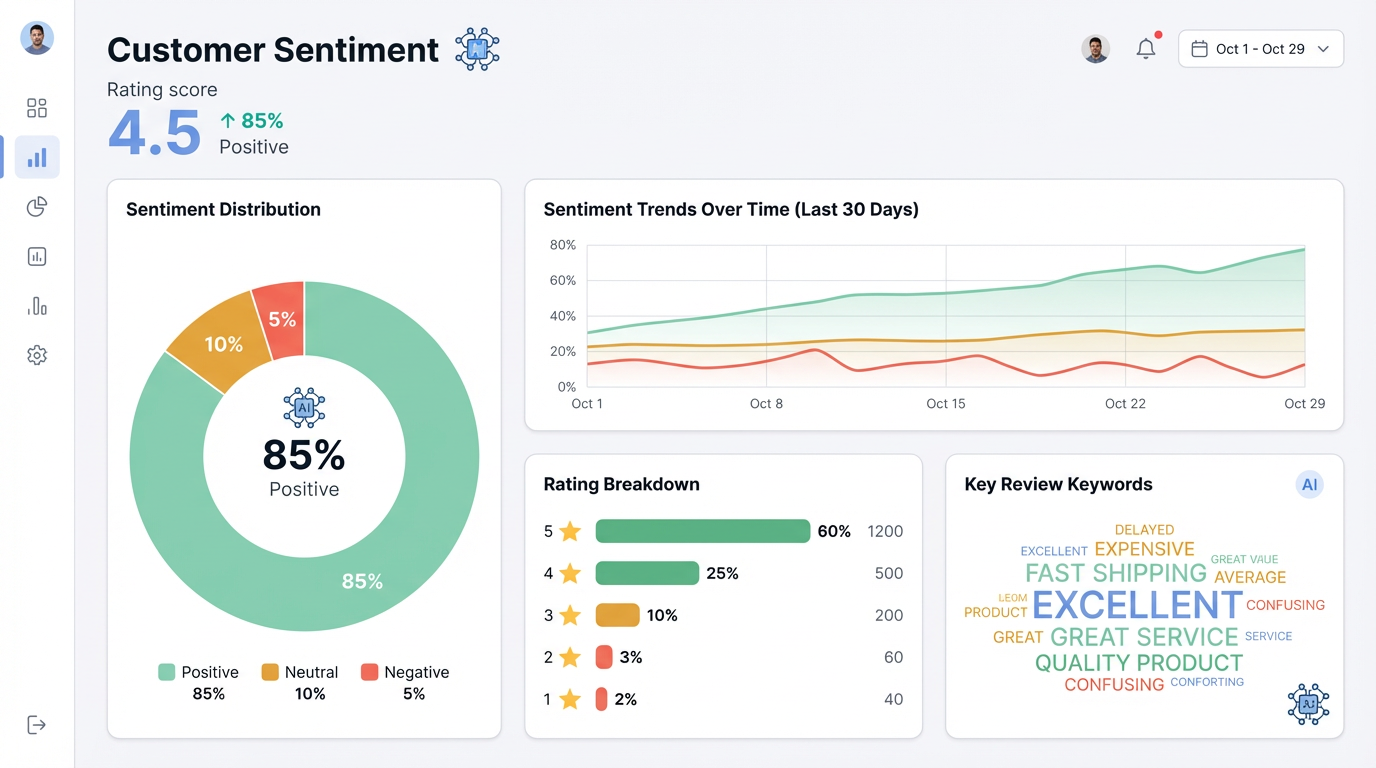 Customer Sentiment
Oct 1 - Oct 29
Rating score
4.5
↑ 85%
Positive
Sentiment Distribution
5%
10%
AI
85%
Positive
85%
Positive
85%
Neutral
10%
Negative
5%
Sentiment Trends Over Time (Last 30 Days)
80%
60%
40%
20%
0%
Oct 1 Oct 8 Oct 15 Oct 22 Oct 29
Rating Breakdown
5 60% 1200
4 25% 500
3 10% 200
2 3% 60
1 2% 40
Key Review Keywords
AI
DELAYED
EXCELLENT EXPENSIVE
GREAT
FAST SHIPPING AVERAGE
PRODUCT EXCELLENT CONFUSING
GREAT GREAT SERVICE SERVICE
QUALITY PRODUCT
CONFUSING CONFORTING